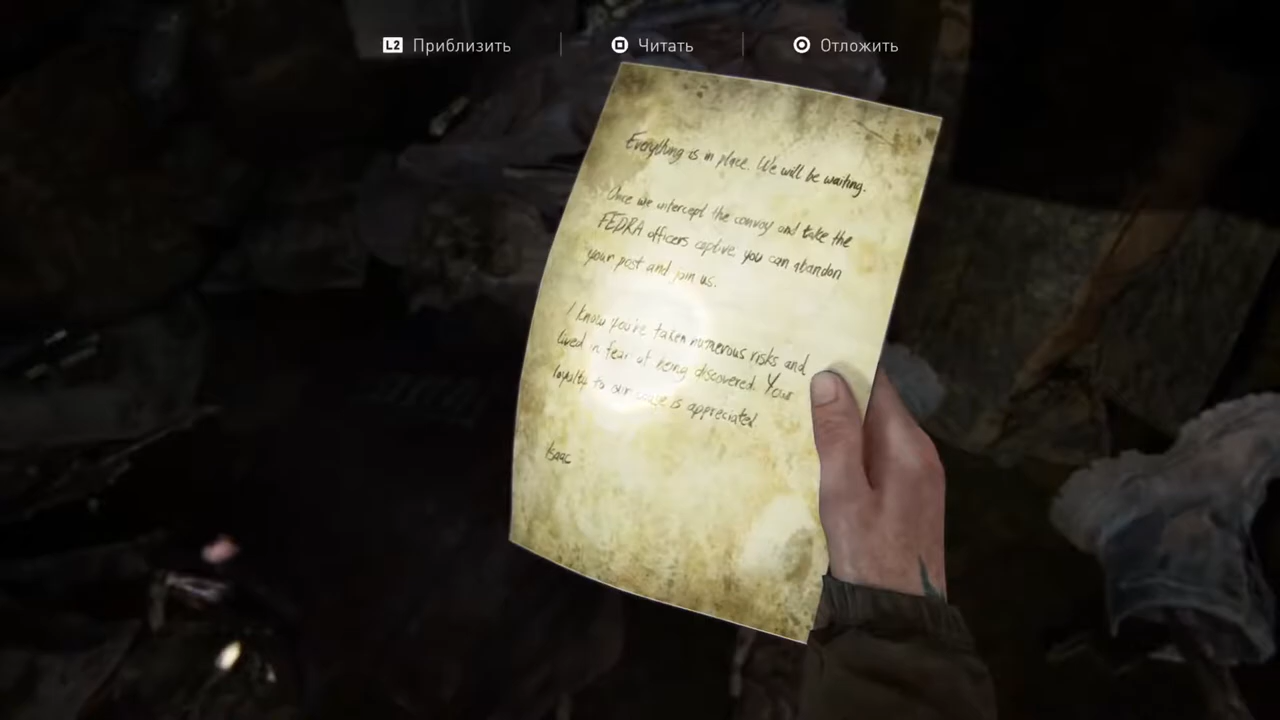 L2 Приблизить Читать Отложить
Everything is in place. We will be waiting.
Once we intercept the convoy and take the
FEDRA officers captive, you can abandon
your post and join us.
I know you've taken numerous risks and
lived in fear of being discovered. Your
loyalty to our cause is appreciated.
Isaac